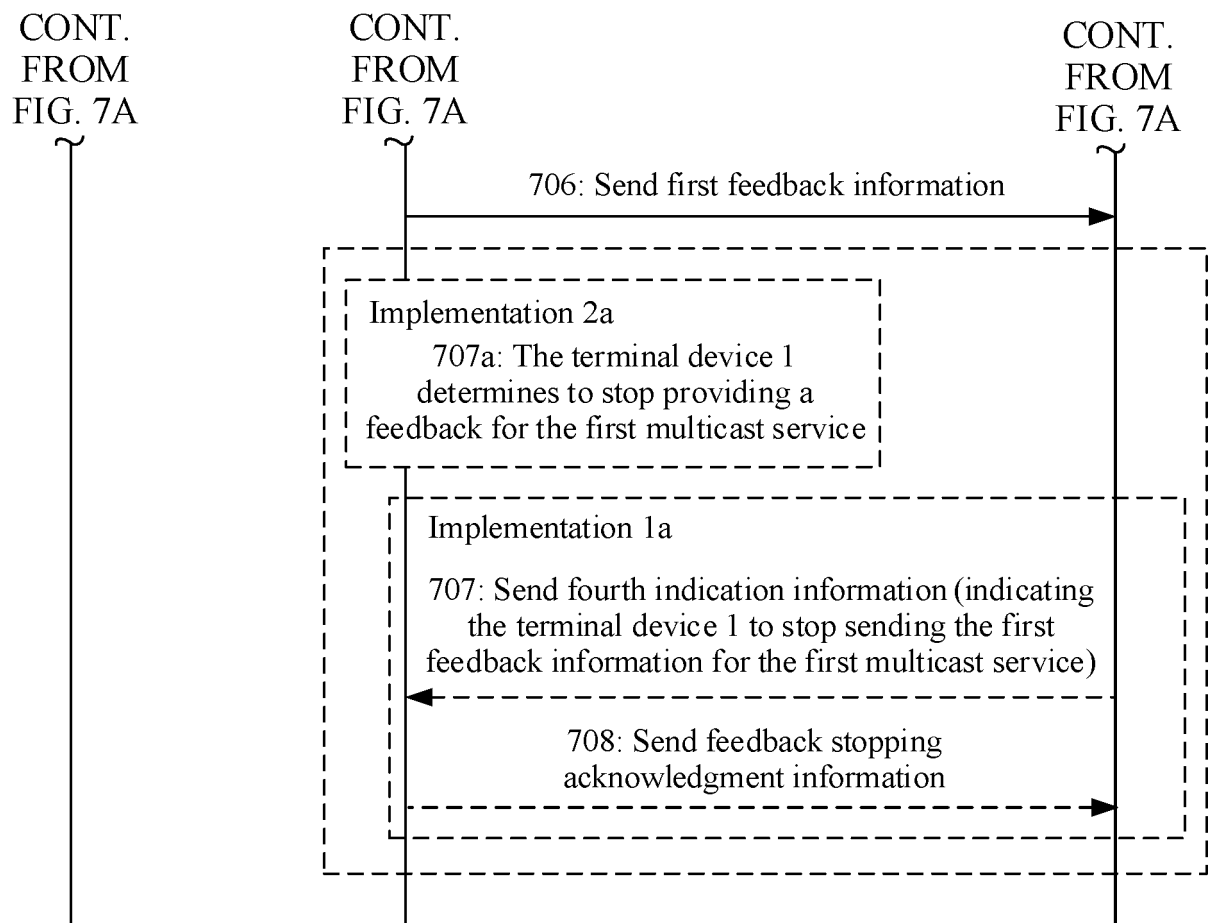 CONT.
FROM
FIG. 7A
CONT.
FROM
FIG. 7A
CONT.
FROM
FIG. 7A
706: Send first feedback information
Implementation 2a
707a: The terminal device 1
determines to stop providing a
feedback for the first multicast service
Implementation 1a
707: Send fourth indication information (indicating
the terminal device 1 to stop sending the first
feedback information for the first multicast service)
708: Send feedback stopping
acknowledgment information